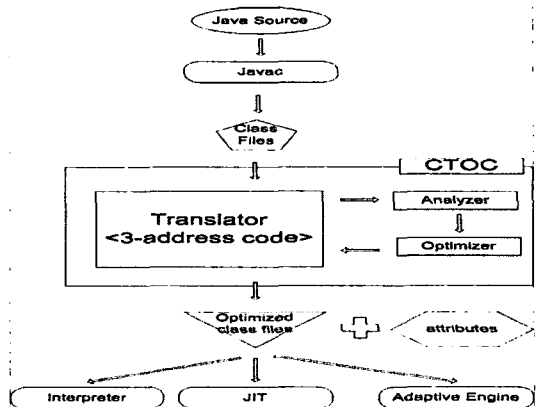 Java Source
Javac
Class
Files
CTOC
Translator
<3-address code>
Analyzer
Optimizer
Optimized
class files
attributes
Interpreter
JIT
Adaptive Engine